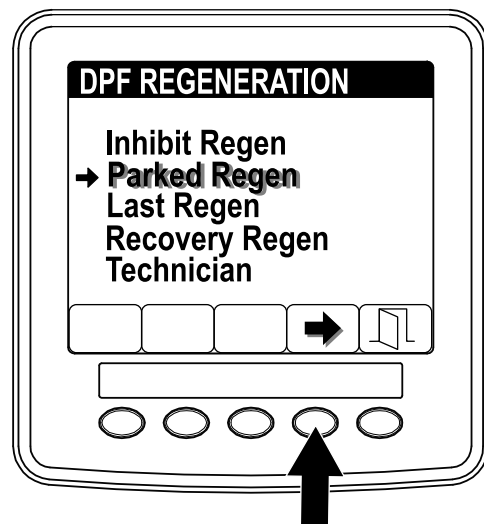 DPF REGENERATION
Inhibit Regen
Parked Regen
Last Regen
Recovery Regen
Technician